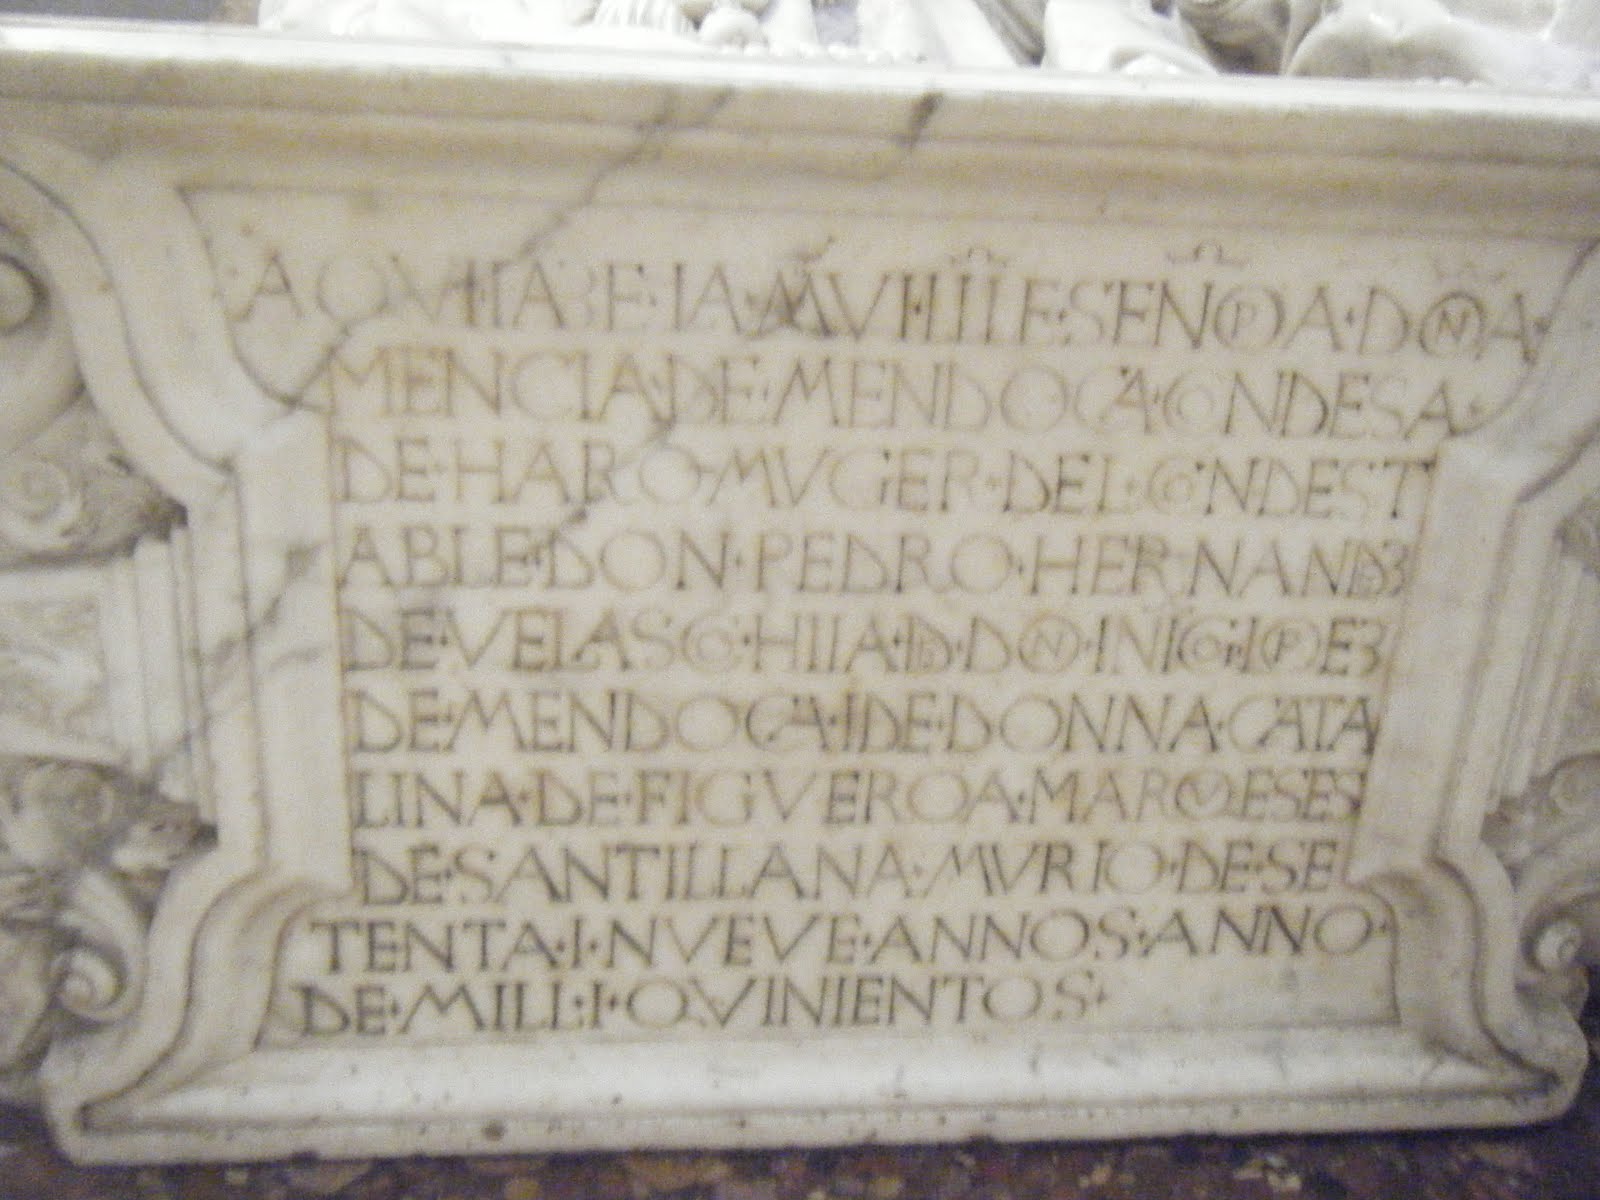 AQVI·IABE·LA·MVI·ILLE·SEÑORA·DOÑA·
MENCIA·DE·MENDOÇA·CONDESA·
DE·HARO·MVGER·DEL·CONDEST
ABLE·DON·PEDRO·HERNANDEZ
DE·VELASCO·HIIA·DE·DON·INIGO·LOPEZ
DE·MENDOÇA·I·DE·DONNA·CATA
LINA·DE·FIGVEROA·MARQVESES
DE·SANTILLANA·MVRIO·DE·SE
TENTA·I·NVEVE·ANNOS·ANNO·
DE·MILL·I·QVINIENTOS·